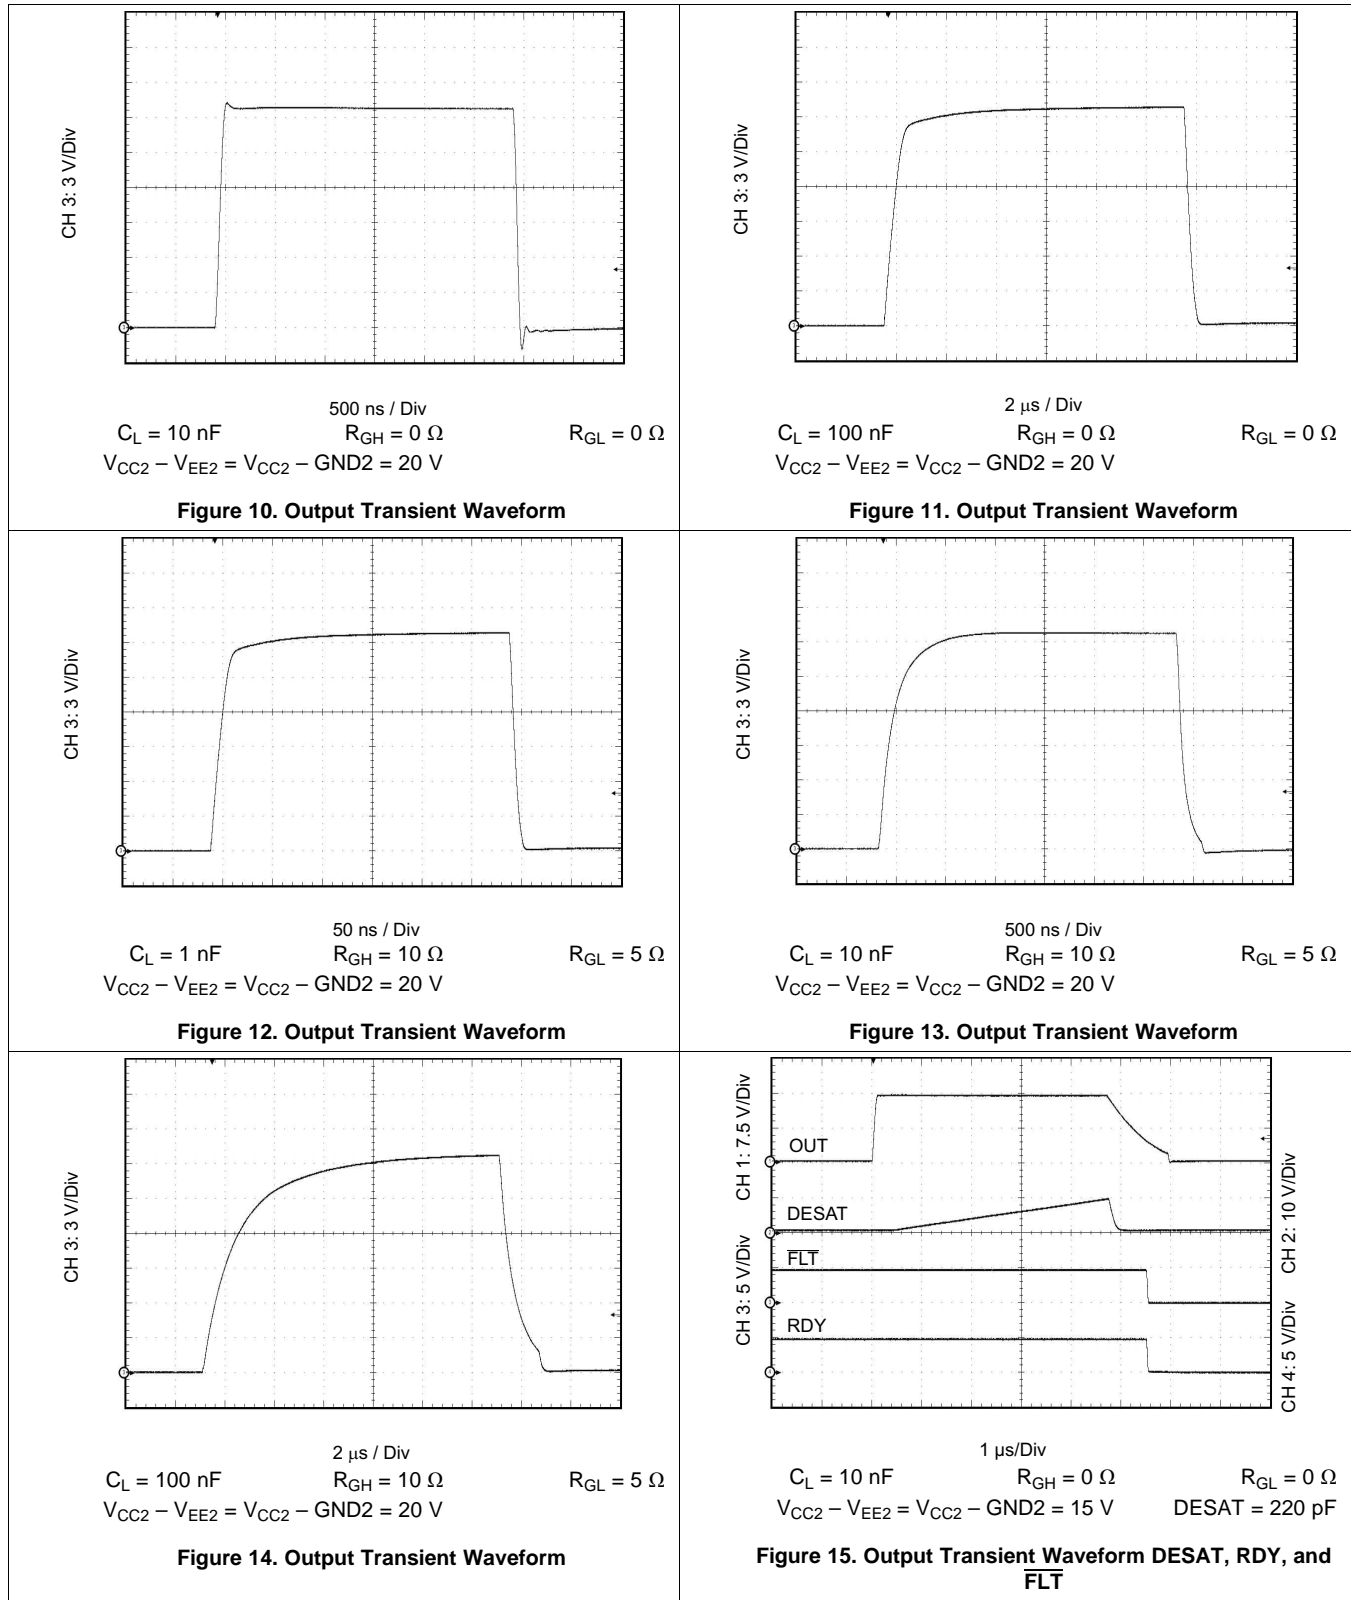 CH 3: 3 V/Div
500 ns / Div
C_L = 10 nF R_GH = 0 Ω R_GL = 0 Ω
V_CC2 – V_EE2 = V_CC2 – GND2 = 20 V
Figure 10. Output Transient Waveform
CH 3: 3 V/Div
2 μs / Div
C_L = 100 nF R_GH = 0 Ω R_GL = 0 Ω
V_CC2 – V_EE2 = V_CC2 – GND2 = 20 V
Figure 11. Output Transient Waveform
CH 3: 3 V/Div
50 ns / Div
C_L = 1 nF R_GH = 10 Ω R_GL = 5 Ω
V_CC2 – V_EE2 = V_CC2 – GND2 = 20 V
Figure 12. Output Transient Waveform
CH 3: 3 V/Div
500 ns / Div
C_L = 10 nF R_GH = 10 Ω R_GL = 5 Ω
V_CC2 – V_EE2 = V_CC2 – GND2 = 20 V
Figure 13. Output Transient Waveform
CH 3: 3 V/Div
2 μs / Div
C_L = 100 nF R_GH = 10 Ω R_GL = 5 Ω
V_CC2 – V_EE2 = V_CC2 – GND2 = 20 V
Figure 14. Output Transient Waveform
CH 1: 7.5 V/Div
CH 3: 5 V/Div
OUT
DESAT
F̅L̅T̅
RDY
CH 2: 10 V/Div
CH 4: 5 V/Div
1 µs/Div
C_L = 10 nF R_GH = 0 Ω R_GL = 0 Ω
V_CC2 – V_EE2 = V_CC2 – GND2 = 15 V DESAT = 220 pF
Figure 15. Output Transient Waveform DESAT, RDY, and
F̅L̅T̅